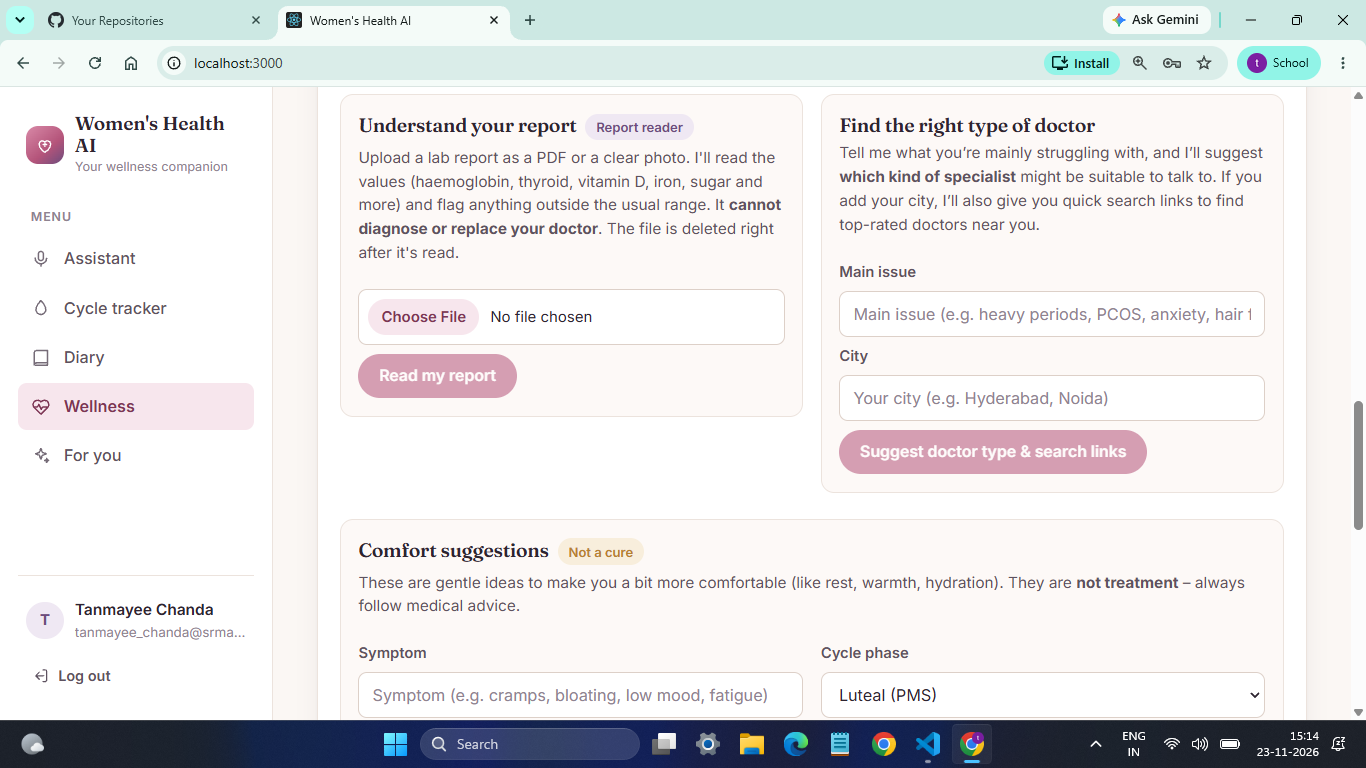 Your Repositories
Women's Health AI
Ask Gemini
localhost:3000
Install
t
School
Women's Health
AI
Your wellness companion
MENU
Assistant
Cycle tracker
Diary
Wellness
For you
T
Tanmayee Chanda
tanmayee_chanda@srma...
Log out
Understand your report
Report reader
Upload a lab report as a PDF or a clear photo. I'll read the
values (haemoglobin, thyroid, vitamin D, iron, sugar and
more) and flag anything outside the usual range. It cannot
diagnose or replace your doctor. The file is deleted right
after it's read.
Choose File
No file chosen
Read my report
Find the right type of doctor
Tell me what you’re mainly struggling with, and I’ll suggest
which kind of specialist might be suitable to talk to. If you
add your city, I’ll also give you quick search links to find
top-rated doctors near you.
Main issue
Main issue (e.g. heavy periods, PCOS, anxiety, hair f
City
Your city (e.g. Hyderabad, Noida)
Suggest doctor type & search links
Comfort suggestions
Not a cure
These are gentle ideas to make you a bit more comfortable (like rest, warmth, hydration). They are not treatment – always
follow medical advice.
Symptom
Symptom (e.g. cramps, bloating, low mood, fatigue)
Cycle phase
Luteal (PMS)
Search
ENG
IN
15:14
23-11-2026